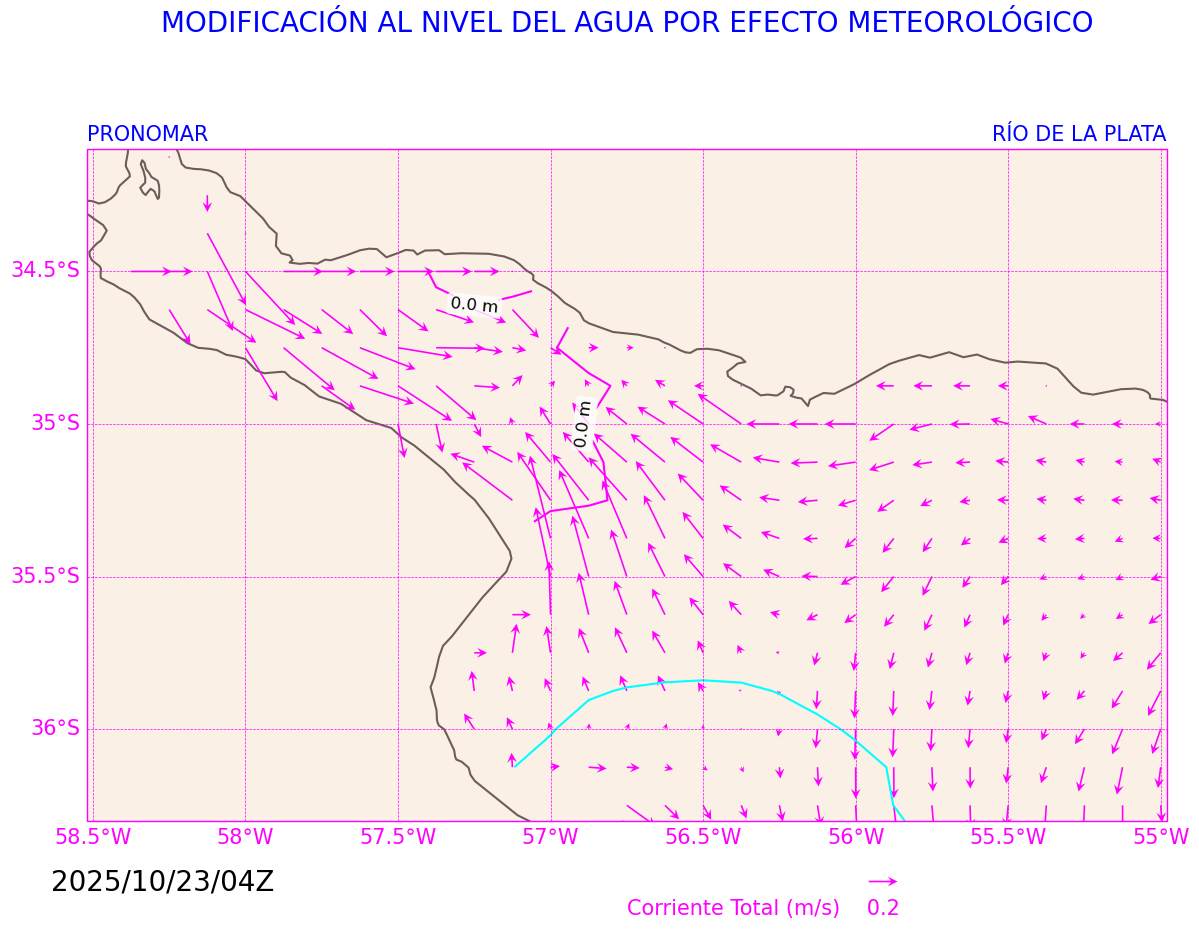 MODIFICACIÓN AL NIVEL DEL AGUA POR EFECTO METEOROLÓGICO
PRONOMAR RÍO DE LA PLATA
34.5°S
0.0 m
35°S
0.0 m
35.5°S
36°S
58.5°W 58°W 57.5°W 57°W 56.5°W 56°W 55.5°W 55°W
2025/10/23/04Z
Corriente Total (m/s) 0.2